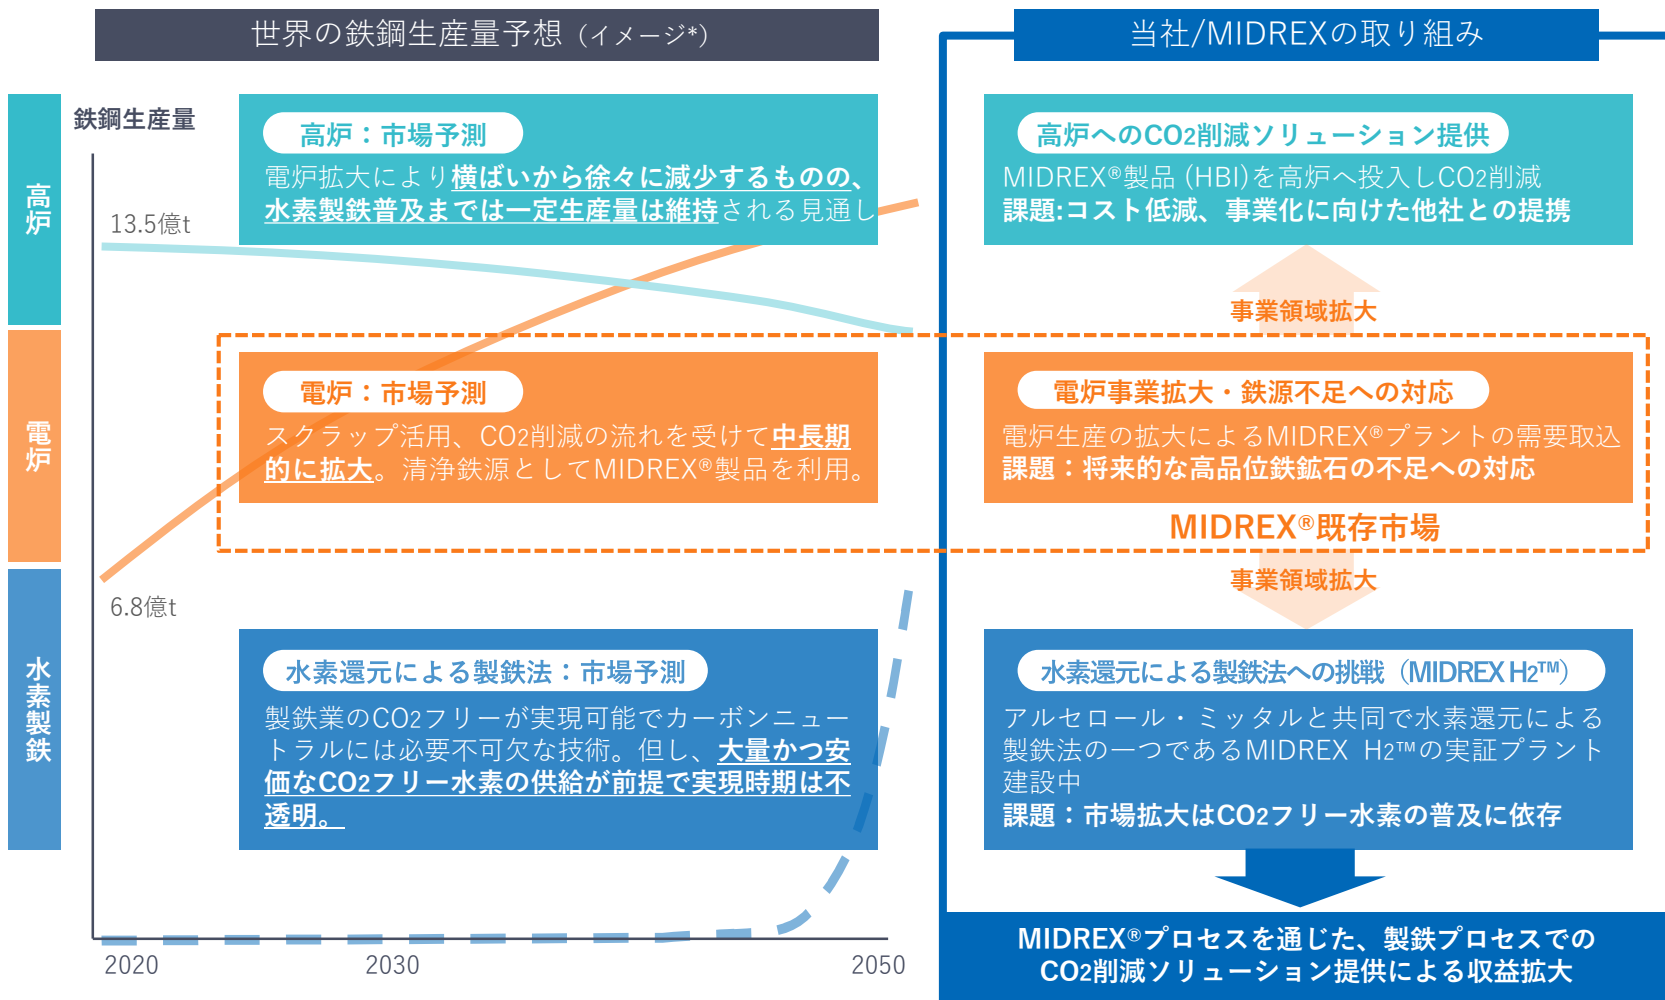 世界の鉄鋼生産量予想（イメージ*）
鉄鋼生産量
高炉
13.5億t
高炉：市場予測
電炉拡大により横ばいから徐々に減少するものの、
水素製鉄普及までは一定生産量は維持される見通し
電炉
電炉：市場予測
スクラップ活用、CO2削減の流れを受けて中長期
的に拡大。清浄鉄源としてMIDREX®製品を利用。
6.8億t
水素製鉄
水素還元による製鉄法：市場予測
製鉄業のCO2フリーが実現可能でカーボンニュー
トラルには必要不可欠な技術。但し、大量かつ安
価なCO2フリー水素の供給が前提で実現時期は不
透明。
2020
2030
2050
当社/MIDREXの取り組み
高炉へのCO2削減ソリューション提供
MIDREX®製品 (HBI)を高炉へ投入しCO2削減
課題:コスト低減、事業化に向けた他社との提携
事業領域拡大
電炉事業拡大・鉄源不足への対応
電炉生産の拡大によるMIDREX®プラントの需要取込
課題：将来的な高品位鉄鉱石の不足への対応
MIDREX®既存市場
事業領域拡大
水素還元による製鉄法への挑戦（MIDREX H2™）
アルセロール・ミッタルと共同で水素還元による
製鉄法の一つであるMIDREX H2™の実証プラント
建設中
課題：市場拡大はCO2フリー水素の普及に依存
MIDREX®プロセスを通じた、製鉄プロセスでの
CO2削減ソリューション提供による収益拡大